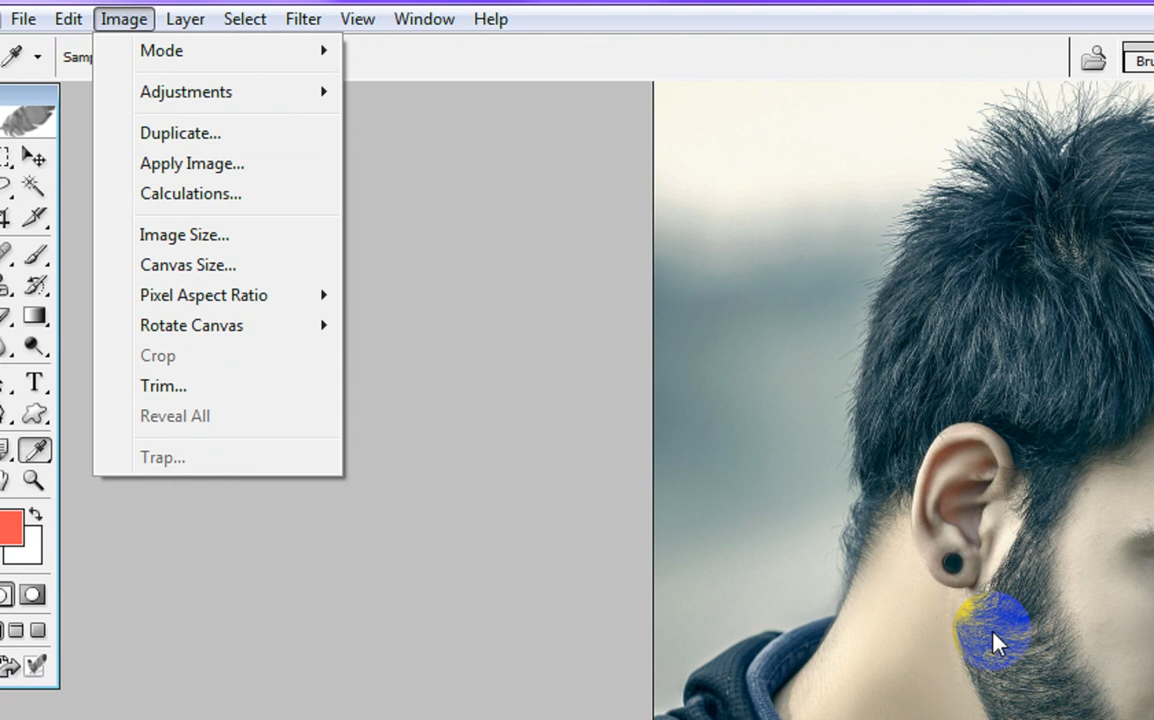 File Edit Image Layer Select Filter View Window Help
Mode
Adjustments
Duplicate...
Apply Image...
Calculations...
Image Size...
Canvas Size...
Pixel Aspect Ratio
Rotate Canvas
Crop
Trim...
Reveal All
Trap...
T